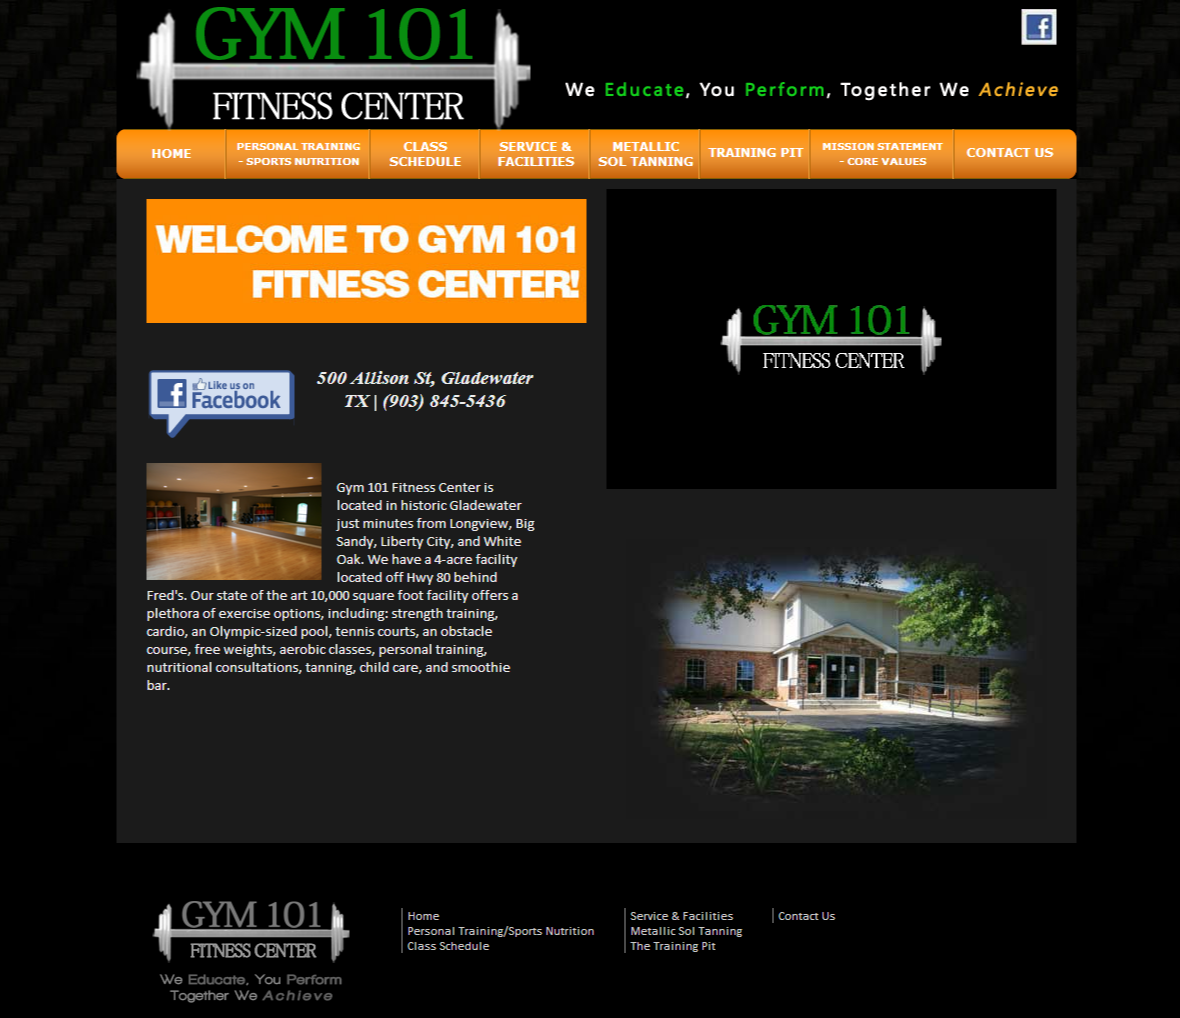 GYM 101
FITNESS CENTER
We Educate, You Perform, Together We Achieve
HOME
PERSONAL TRAINING
- SPORTS NUTRITION
CLASS
SCHEDULE
SERVICE &
FACILITIES
METALLIC
SOL TANNING
TRAINING PIT
MISSION STATEMENT
- CORE VALUES
CONTACT US
WELCOME TO GYM 101
FITNESS CENTER!
GYM 101
FITNESS CENTER
Like us on
Facebook
500 Allison St, Gladewater
TX | (903) 845-5436
Gym 101 Fitness Center is
located in historic Gladewater
just minutes from Longview, Big
Sandy, Liberty City, and White
Oak. We have a 4-acre facility
located off Hwy 80 behind
Fred's. Our state of the art 10,000 square foot facility offers a
plethora of exercise options, including: strength training,
cardio, an Olympic-sized pool, tennis courts, an obstacle
course, free weights, aerobic classes, personal training,
nutritional consultations, tanning, child care, and smoothie
bar.
GYM 101
FITNESS CENTER
We Educate, You Perform
Together We Achieve
Home
Personal Training/Sports Nutrition
Class Schedule
Service & Facilities
Metallic Sol Tanning
The Training Pit
Contact Us